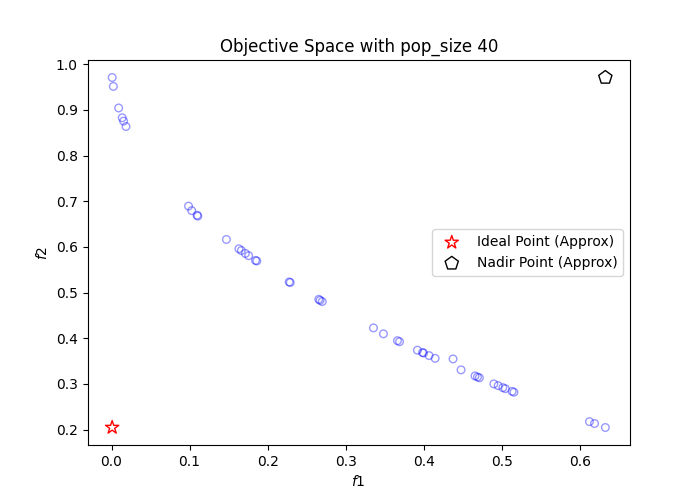 Objective Space with pop_size 40
1.0
0.9
0.8
0.7
0.6
0.5
0.4
0.3
0.2
f2
Ideal Point (Approx)
Nadir Point (Approx)
0.0 0.1 0.2 0.3 0.4 0.5 0.6
f1